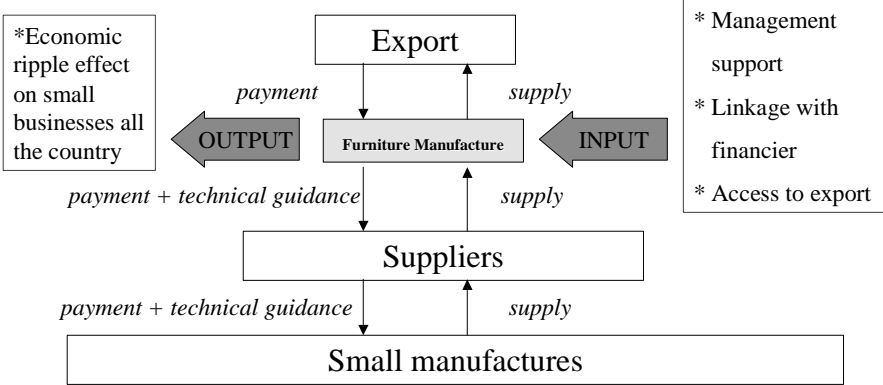 *Economic
ripple effect
on small
businesses all
the country
Export
* Management
support
* Linkage with
financier
* Access to export
payment
supply
OUTPUT
Furniture Manufacture
INPUT
payment + technical guidance
supply
Suppliers
payment + technical guidance
supply
Small manufactures